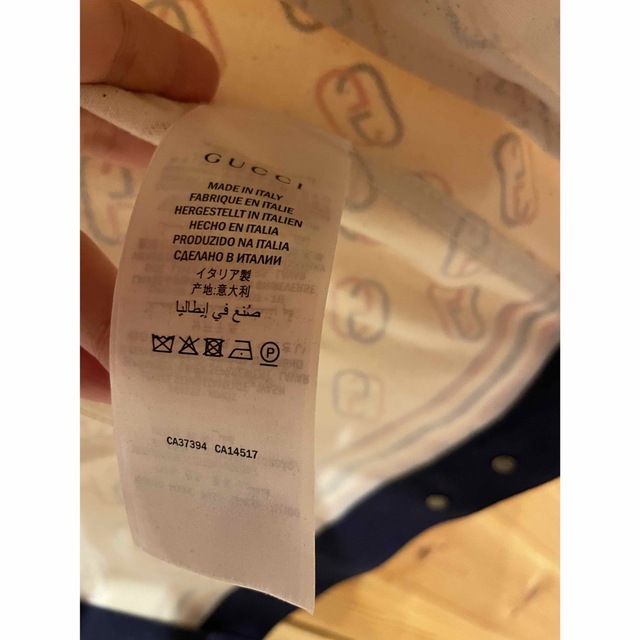 GUCCI
MADE IN ITALY
FABRIQUE EN ITALIE
HERGESTELLT IN ITALIEN
HECHO EN ITALIA
PRODUZIDO NA ITALIA
СДЕЛАНО В ИТАЛИИ
イタリア製
产地:意大利
صُنع في إيطاليا
P
CA37394 CA14517